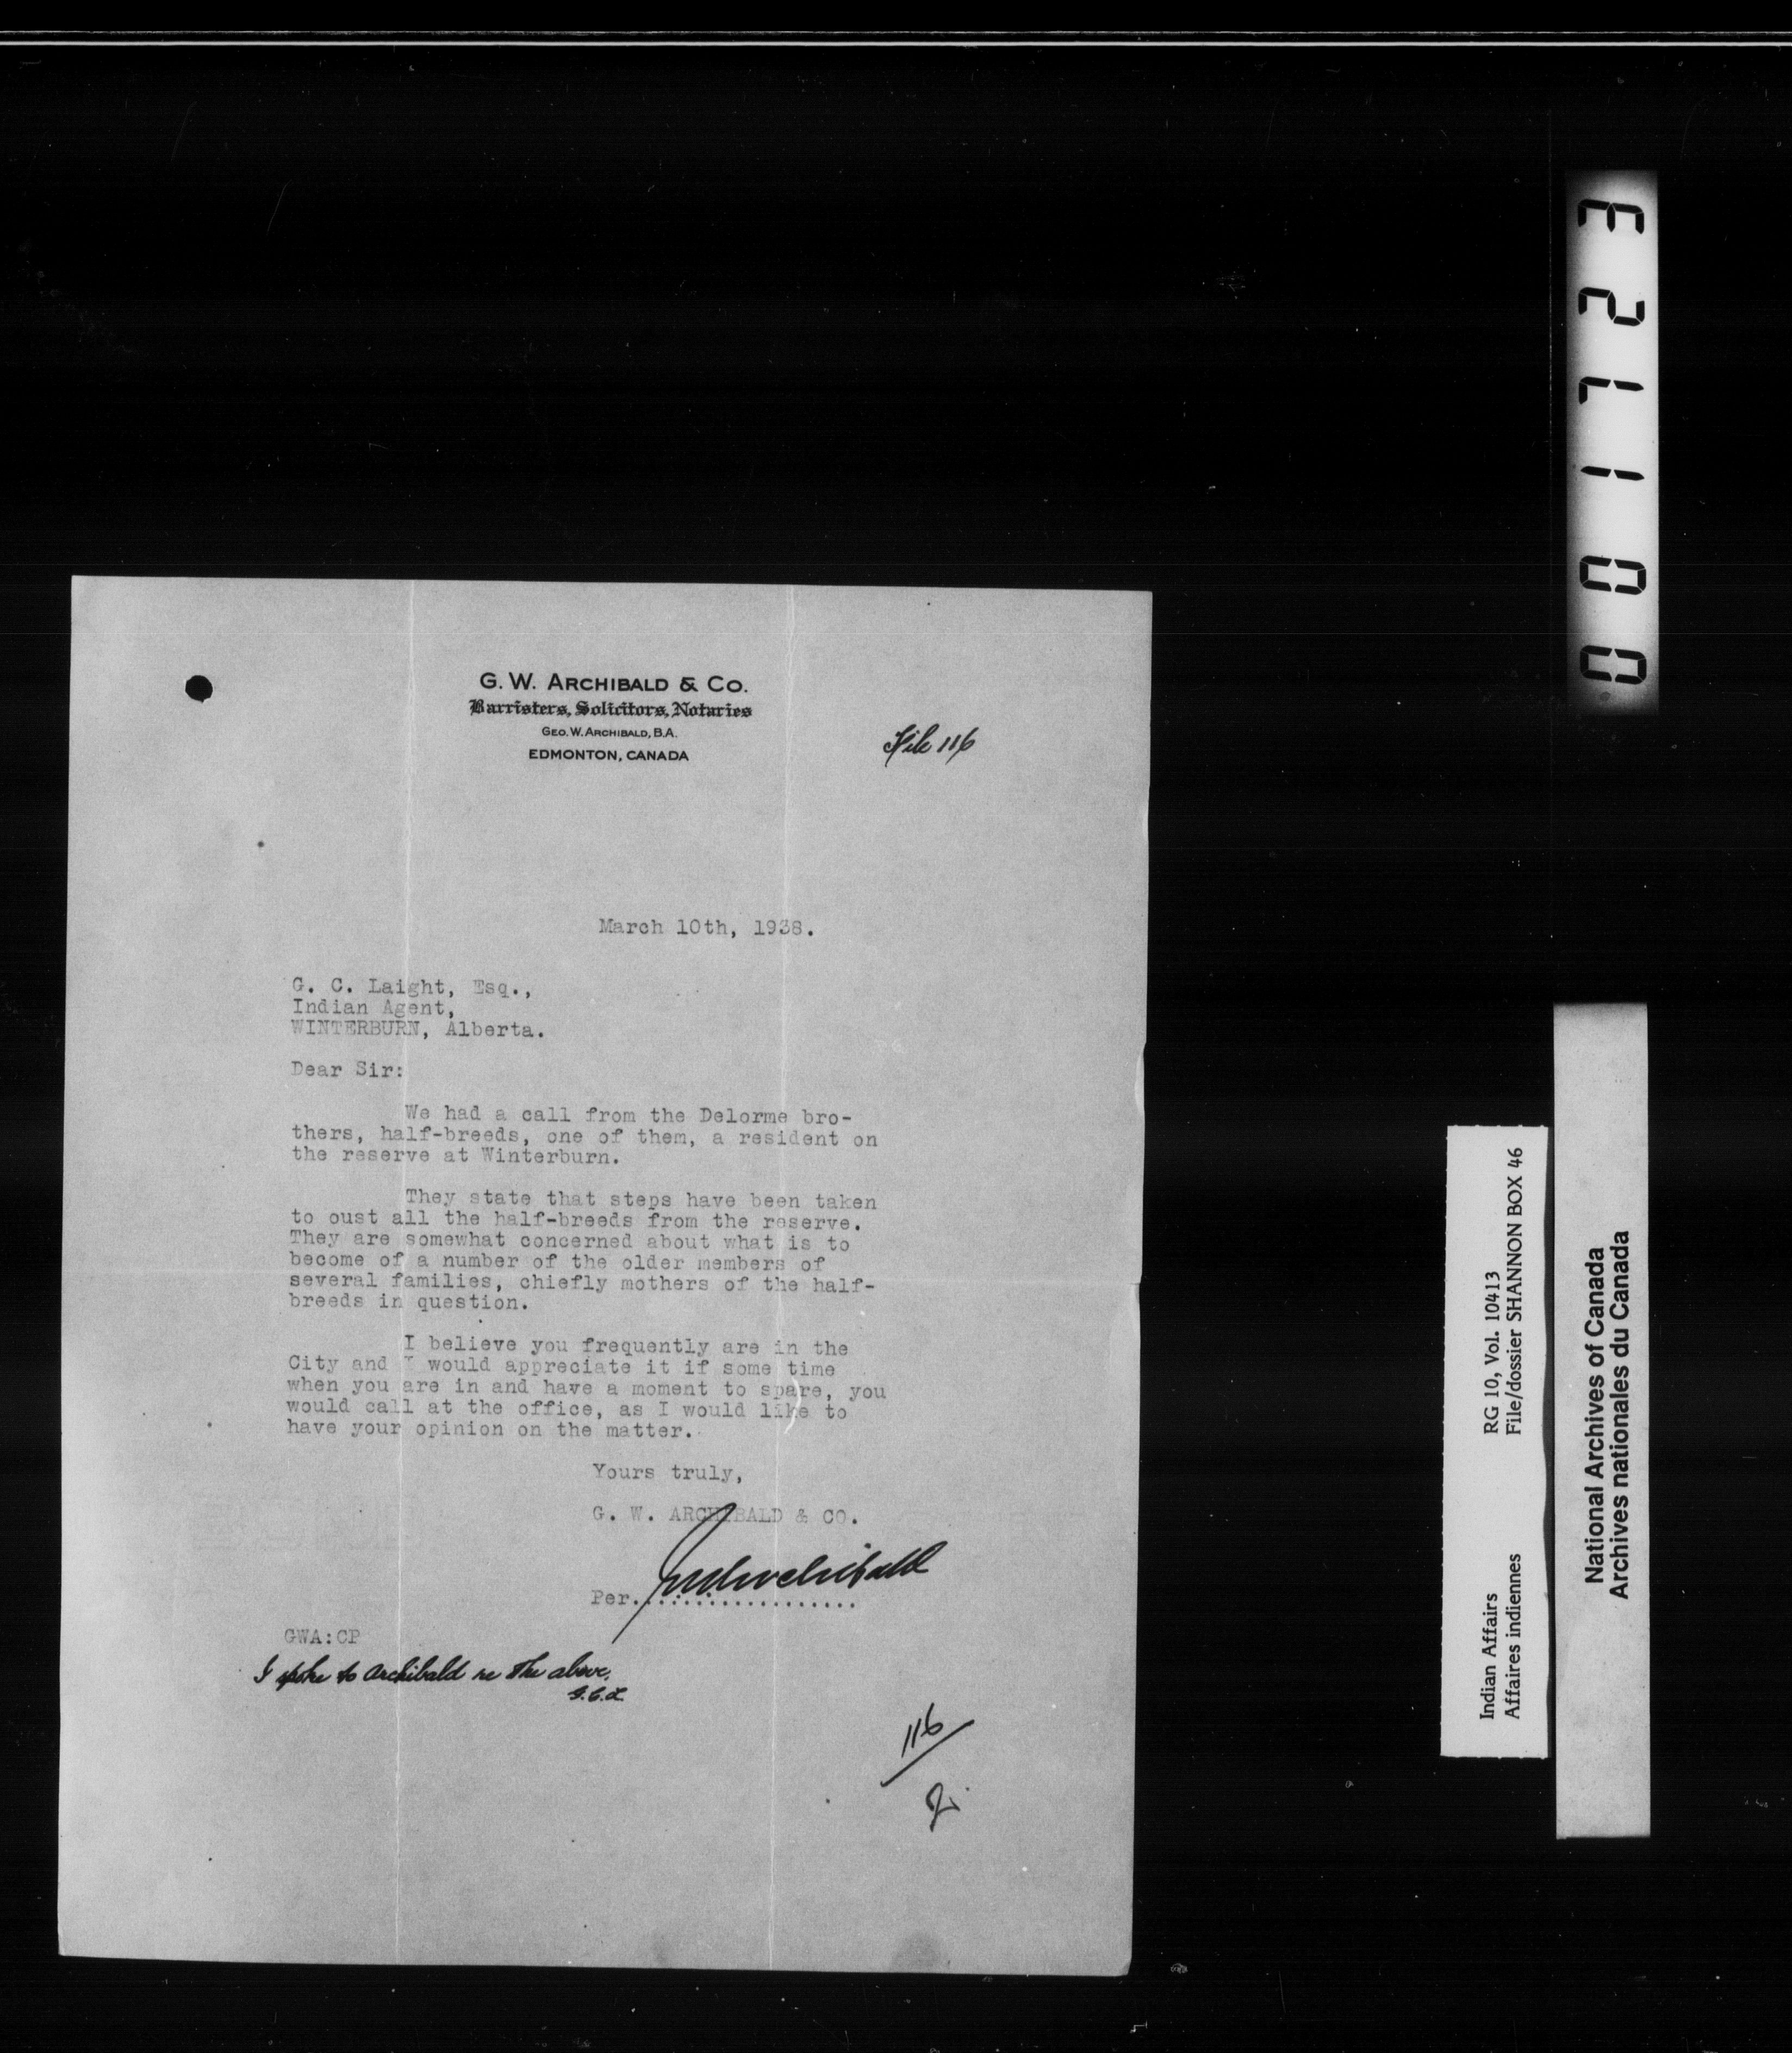 G. W. ARCHIBALD & CO.
Barristers, Solicitors, Notaries
GEO. W. ARCHIBALD, B.A.
EDMONTON, CANADA
File 116
March 10th, 1938.
G. C. Laight, Esq.,
Indian Agent,
WINTERBURN, Alberta.
Dear Sir:
We had a call from the Delorme bro-
thers, half-breeds, one of them, a resident on
the reserve at Winterburn.
They state that steps have been taken
to oust all the half-breeds from the reserve.
They are somewhat concerned about what is to
become of a number of the older members of
several families, chiefly mothers of the half-
breeds in question.
I believe you frequently are in the
City and I would appreciate it if some time
when you are in and have a moment to spare, you
would call at the office, as I would like to
have your opinion on the matter.
Yours truly,
G. W. ARCHIBALD & CO.
GWArchibald
Per...................
GWA:CP
I spoke to Archibald re the above.
G.C.L.
116
2
001123
Indian Affairs RG 10, Vol. 10413
Affaires indiennes File/dossier SHANNON BOX 46
National Archives of Canada
Archives nationales du Canada